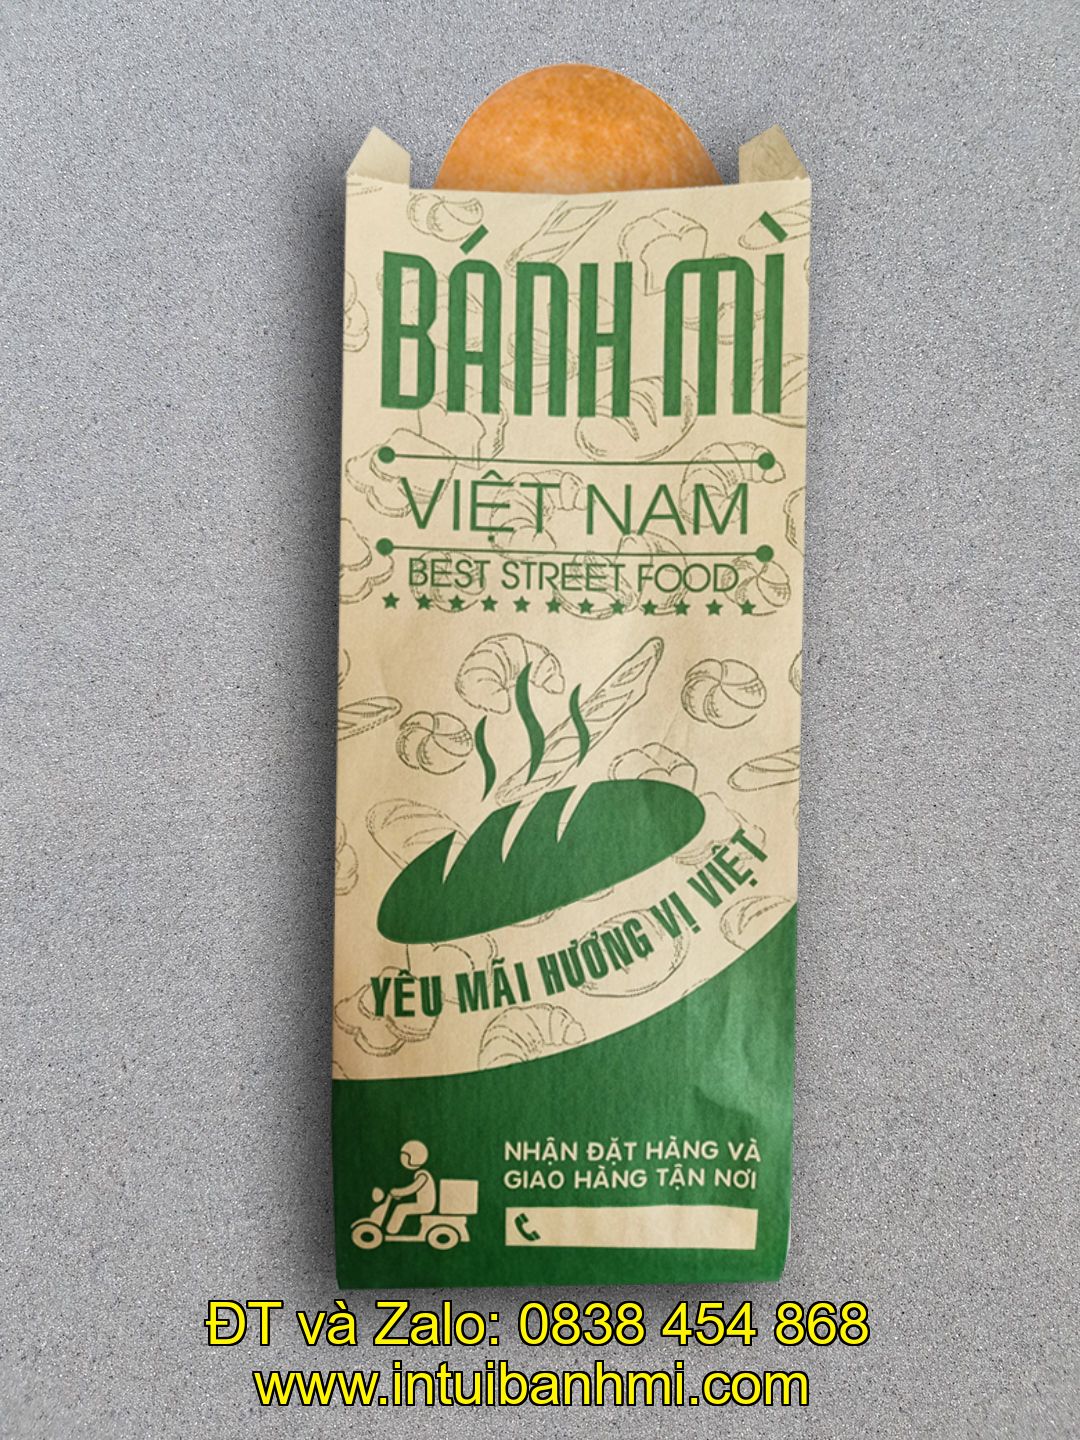 BÁNH MÌ
VIỆT NAM
BEST STREET FOOD
YÊU MÃI HƯƠNG VỊ VIỆT
NHẬN ĐẶT HÀNG VÀ
GIAO HÀNG TẬN NƠI
ĐT và Zalo: 0838 454 868
www.intuibanhmi.com